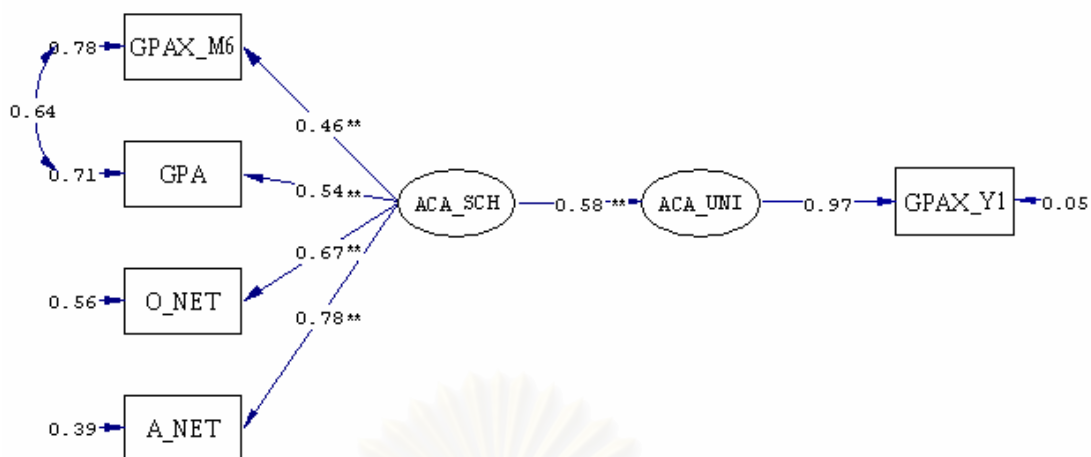 0.78
GPAX_M6
0.64
0.46**
0.71
GPA
0.54**
ACA_SCH
0.58**
ACA_UNI
0.97
GPAX_Y1
0.05
0.67**
0.56
O_NET
0.78**
0.39
A_NET